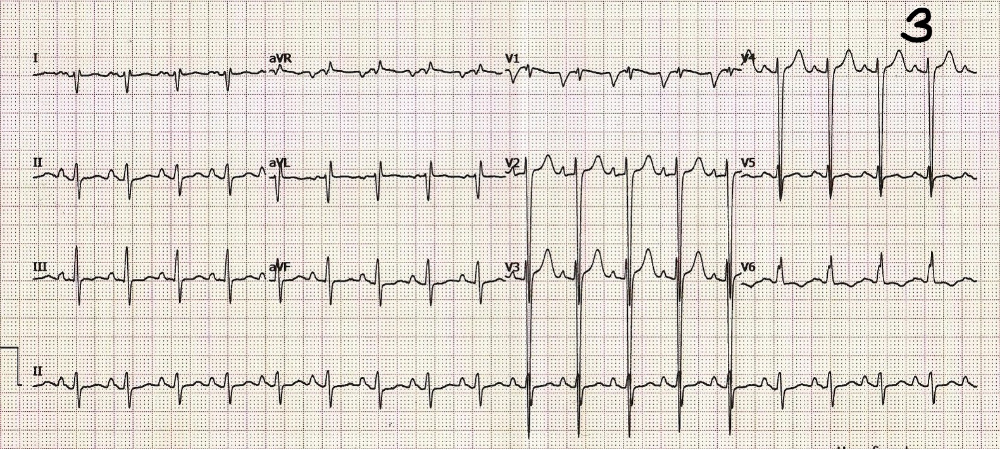 3
I aVR V1 V4
II aVL V2 V5
III aVF V3 V6
II